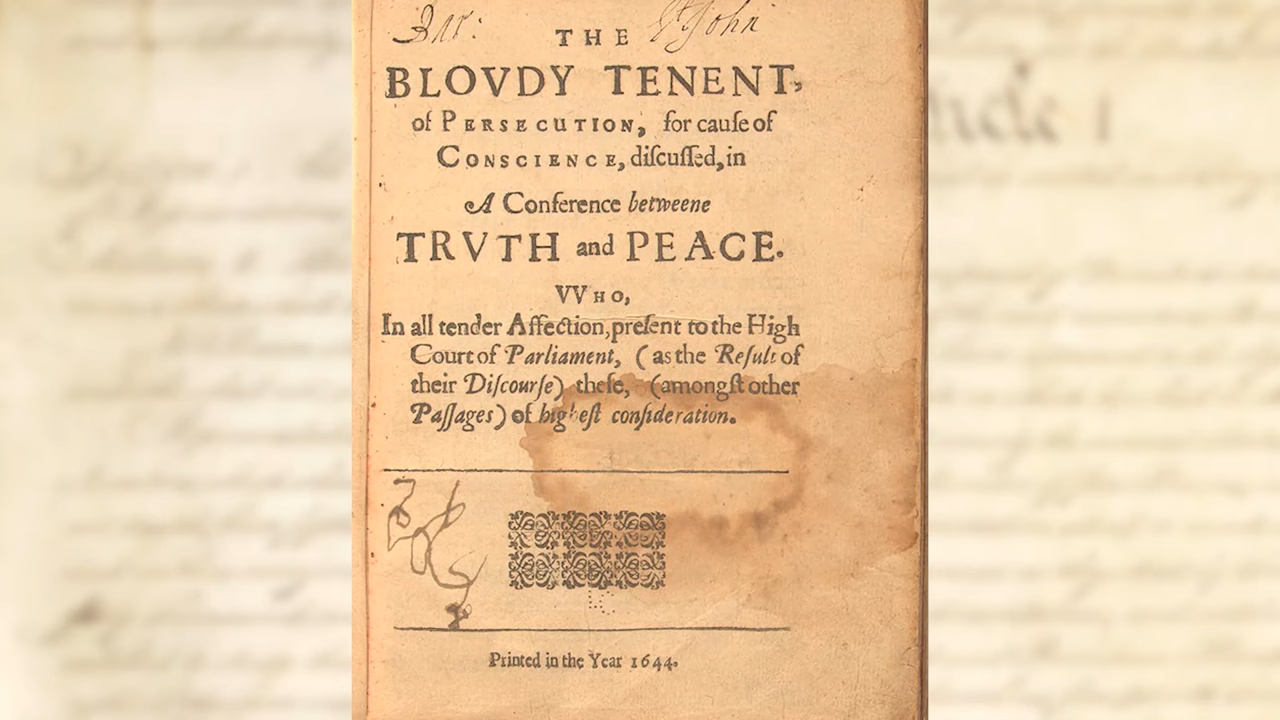 St John
THE
BLOVDY TENENT,
of PERSECUTION, for cauſe of
CONSCIENCE, diſcuſſed, in
A Conference betweene
TRVTH and PEACE.
VVHO,
In all tender Affection, preſent to the High
Court of Parliament, (as the Reſult of
their Diſcourſe) theſe, (amongſt other
Paſſages) of higheſt conſideration.
Printed in the Year 1644.